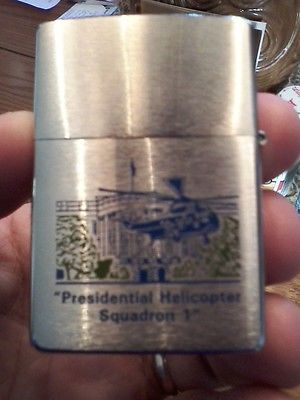 "Presidential Helicopter
Squadron 1"